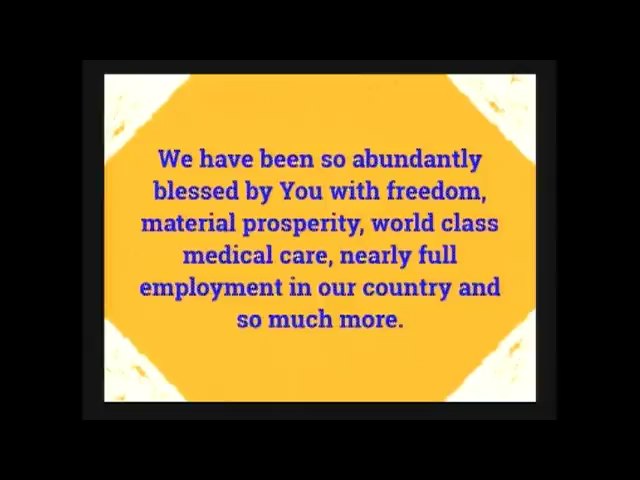 We have been so abundantly
blessed by You with freedom,
material prosperity, world class
medical care, nearly full
employment in our country and
so much more.